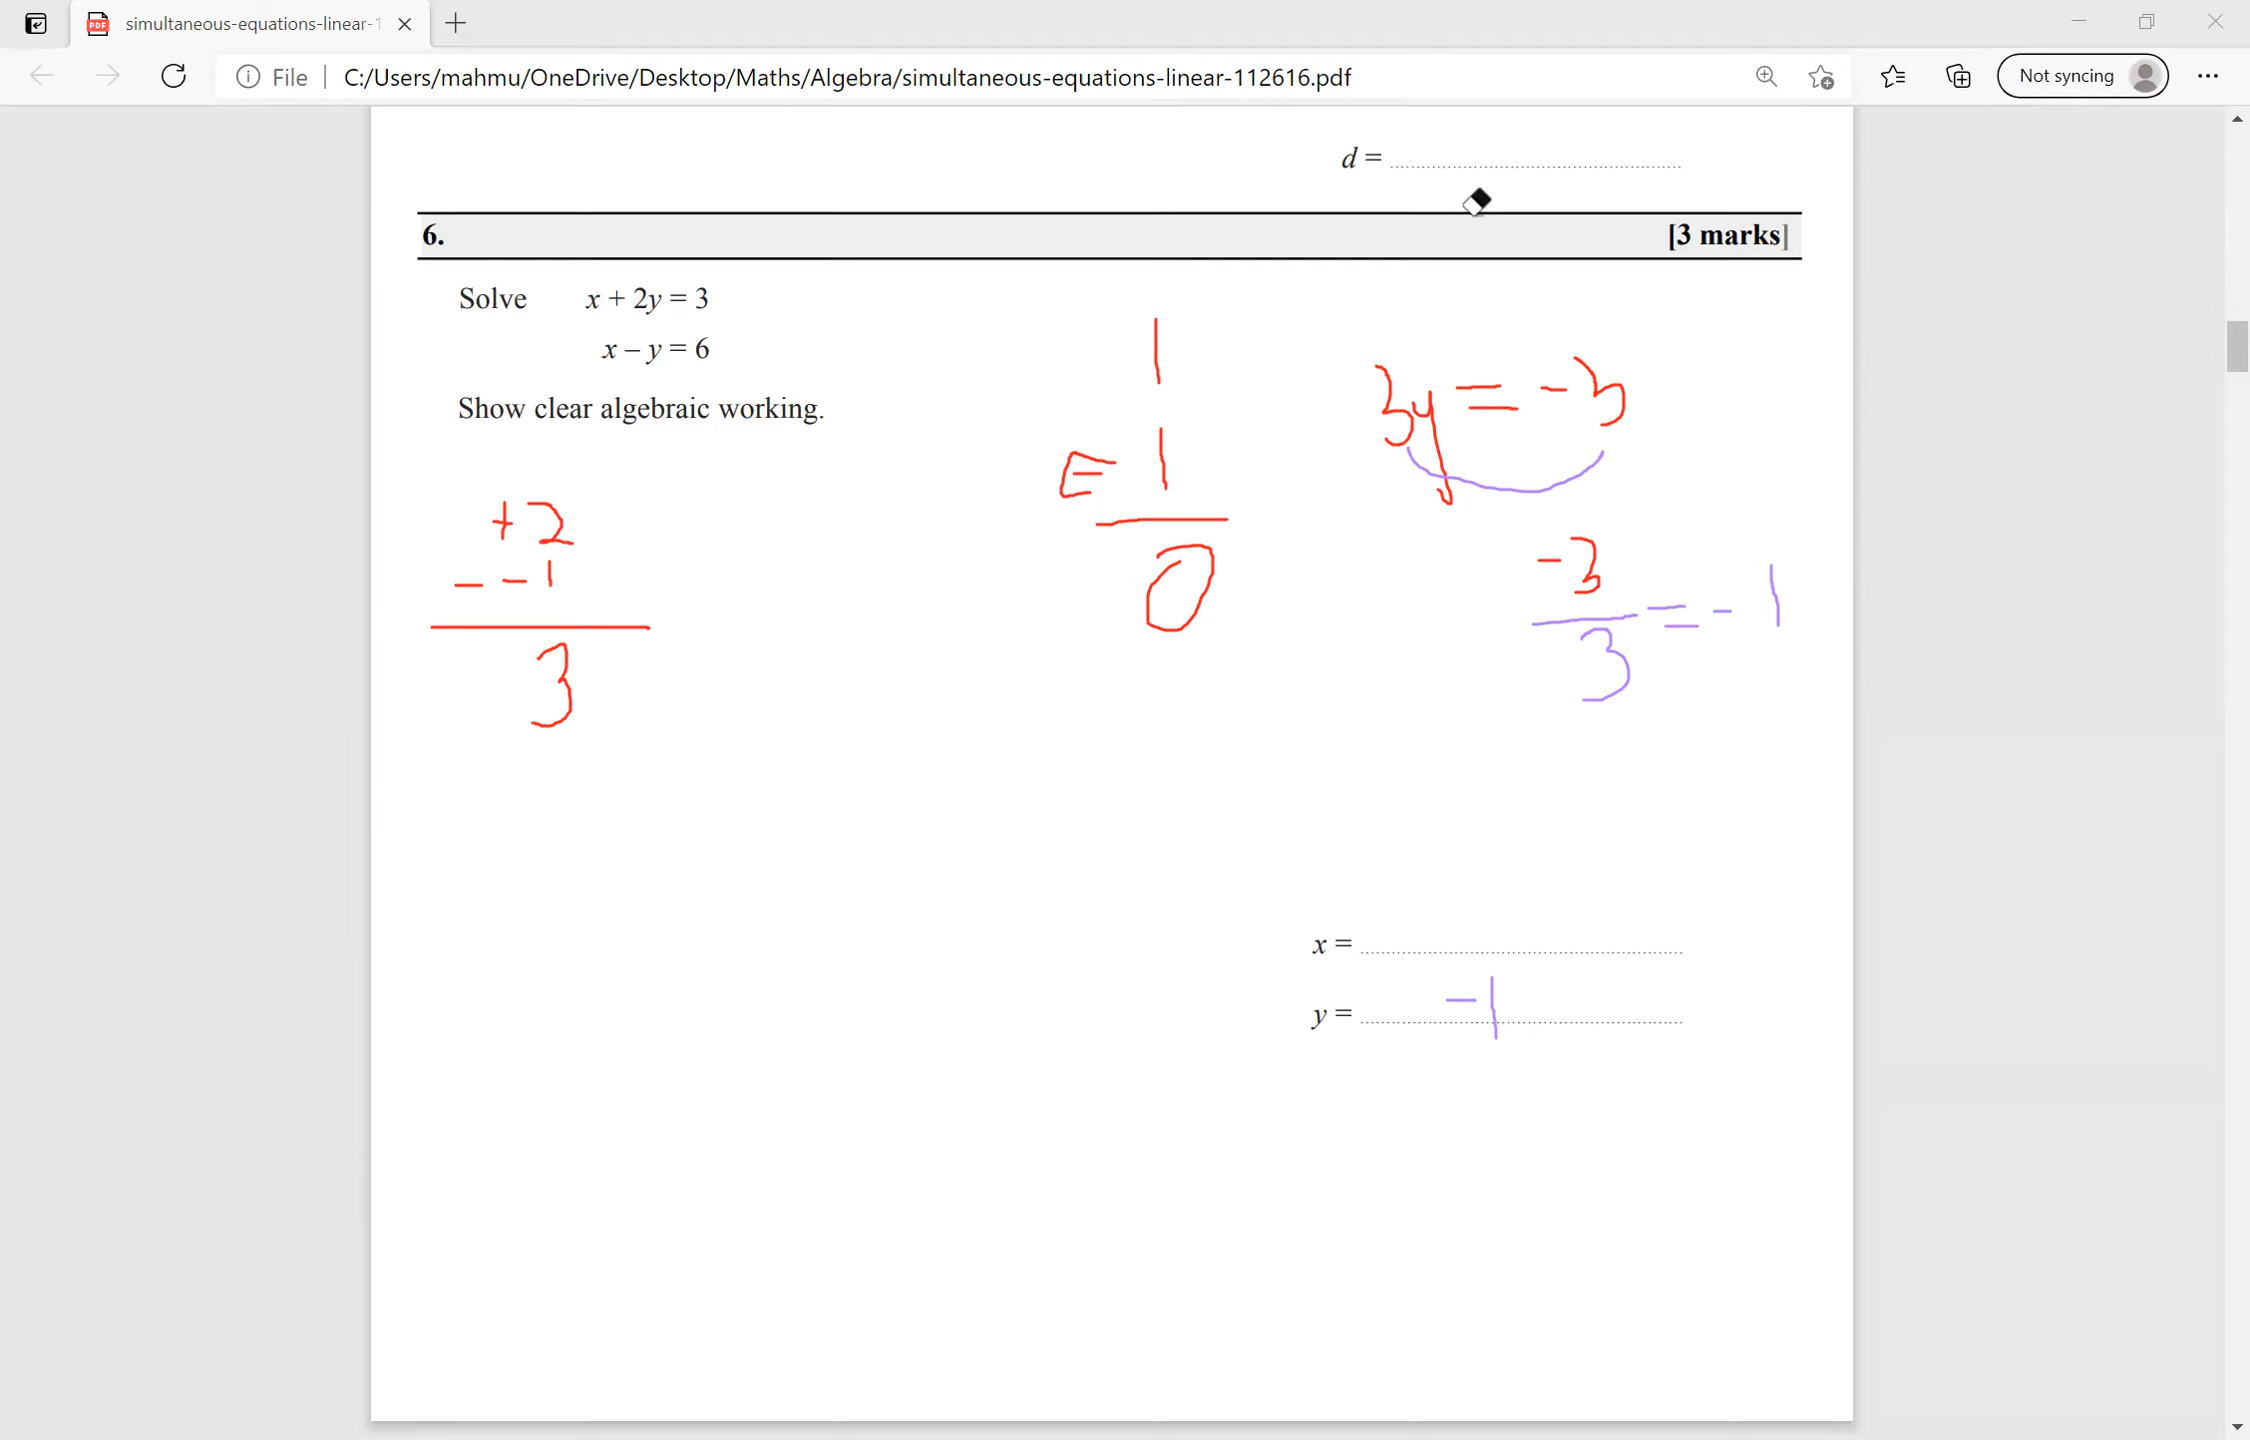 simultaneous-equations-linear-1
File
C:/Users/mahmu/OneDrive/Desktop/Maths/Algebra/simultaneous-equations-linear-112616.pdf
Not syncing
d =
6. [3 marks]
Solve x + 2y = 3
x – y = 6
Show clear algebraic working.
+2
- -1
3
1
- 1
0
3y = -3
-3
3
= -1
x =
y = -1